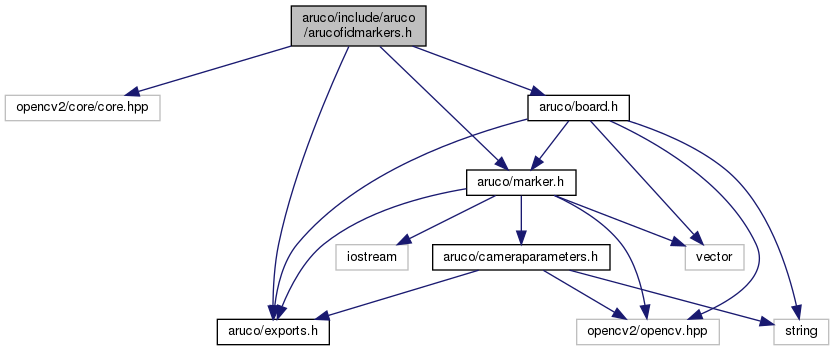 aruco/include/aruco
/arucofidmarkers.h
opencv2/core/core.hpp
aruco/board.h
aruco/marker.h
iostream
aruco/cameraparameters.h
vector
aruco/exports.h
opencv2/opencv.hpp
string